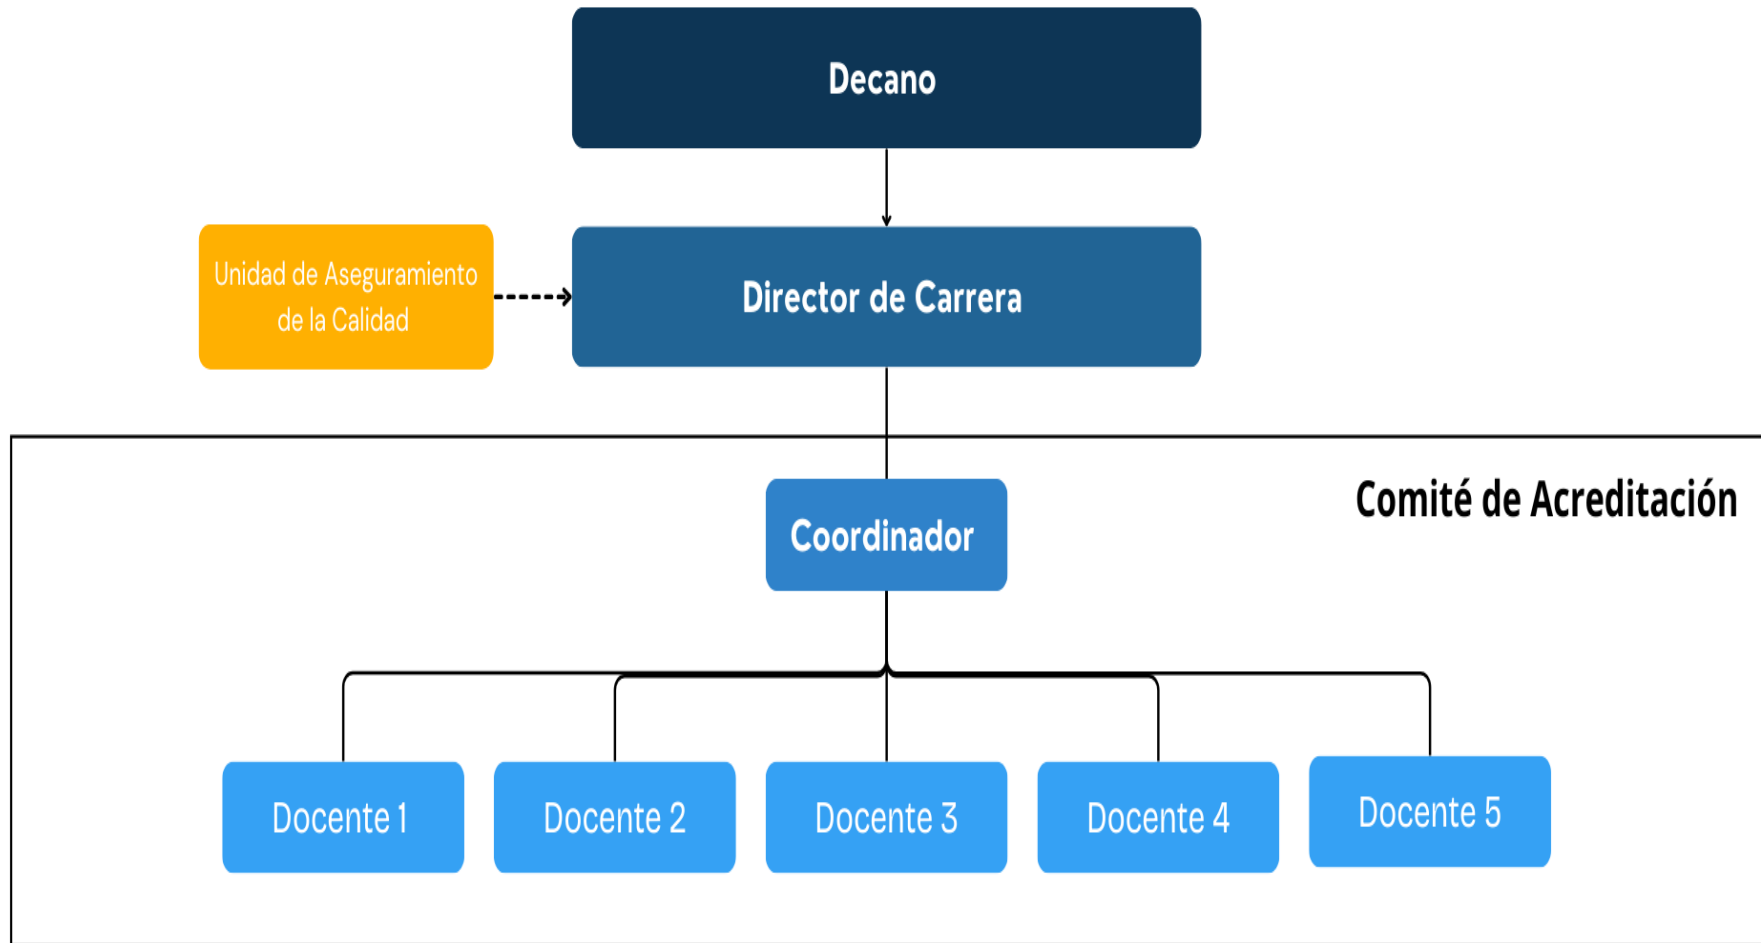 Decano
Unidad de Aseguramiento
de la Calidad
Director de Carrera
Comité de Acreditación
Coordinador
Docente 1
Docente 2
Docente 3
Docente 4
Docente 5